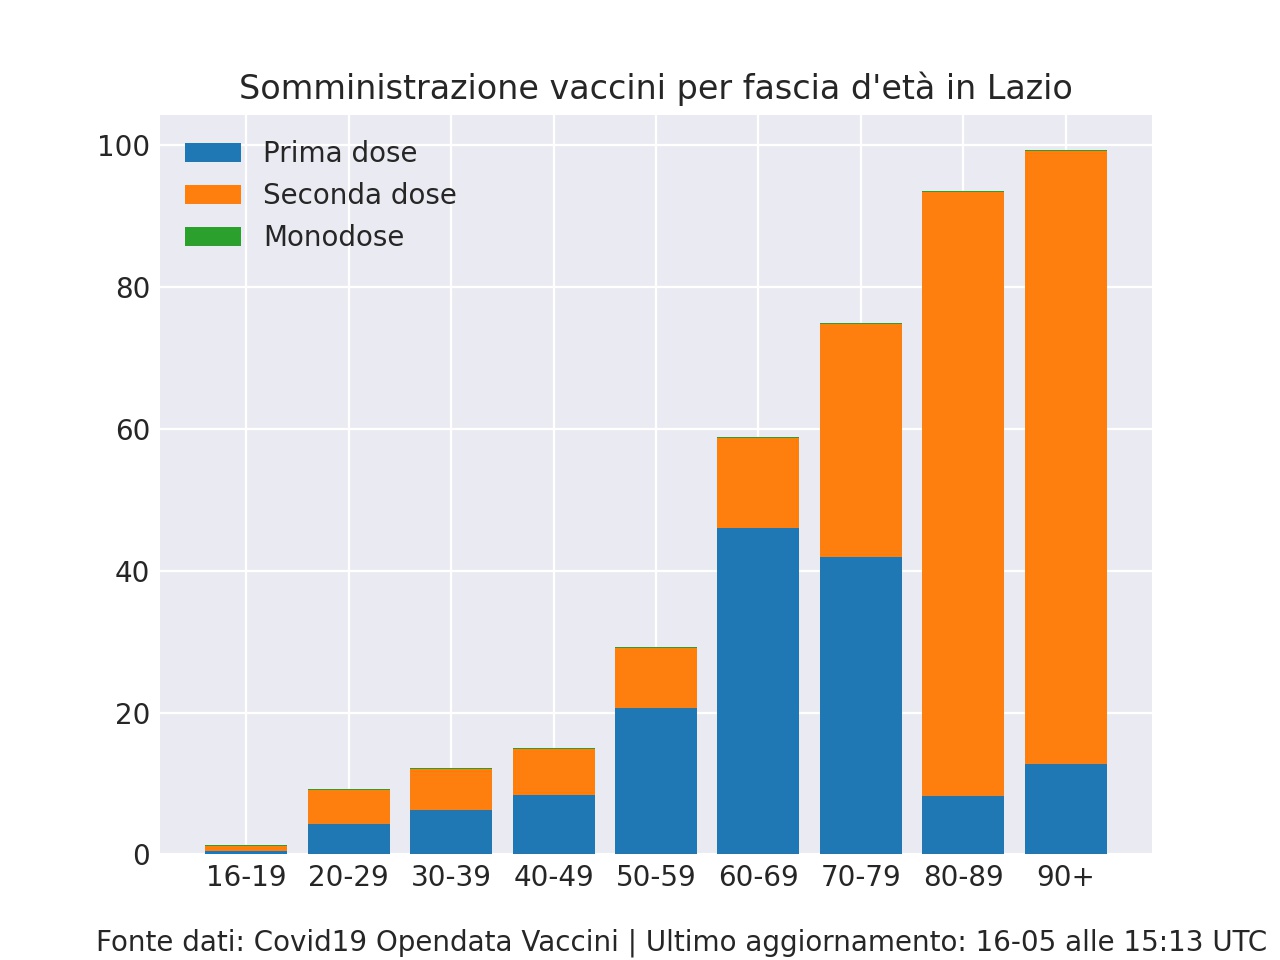 Somministrazione vaccini per fascia d'età in Lazio
100
80
60
40
20
0
Prima dose
Seconda dose
Monodose
16-19 20-29 30-39 40-49 50-59 60-69 70-79 80-89 90+
Fonte dati: Covid19 Opendata Vaccini | Ultimo aggiornamento: 16-05 alle 15:13 UTC